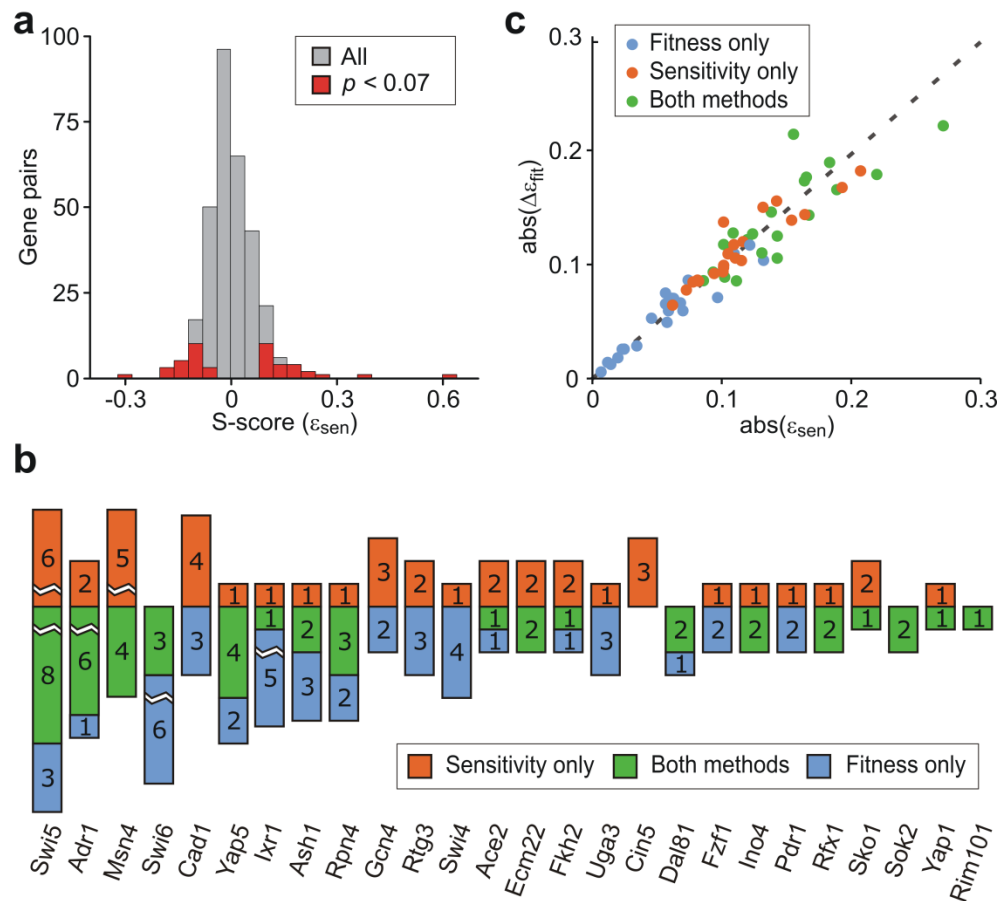 a
100
75
50
25
0
Gene pairs
All
p < 0.07
-0.3 0 0.3 0.6
S-score (εsen)
c
0.3
0.2
0.1
0
abs(Δεfit)
Fitness only
Sensitivity only
Both methods
0 0.1 0.2 0.3
abs(εsen)
b
6 2 5 4 1 1 1 1 3 2 1 2 2 2 1 3 1 1 1 1 2 1
8 6 4 3 3 4 1 2 3 2 3 4 1 2 1 3 2 2 2 2 2 1 2 1 1
3 1 6 2 5 3 2 1 1 1
Sensitivity only Both methods Fitness only
Swi5 Adr1 Msn4 Swi6 Cad1 Yap5 Ixr1 Ash1 Rpn4 Gcn4 Rtg3 Swi4 Ace2 Ecm22 Fkh2 Uga3 Cin5 Dal81 Fzf1 Ino4 Pdr1 Rfx1 Sko1 Sok2 Yap1 Rim101